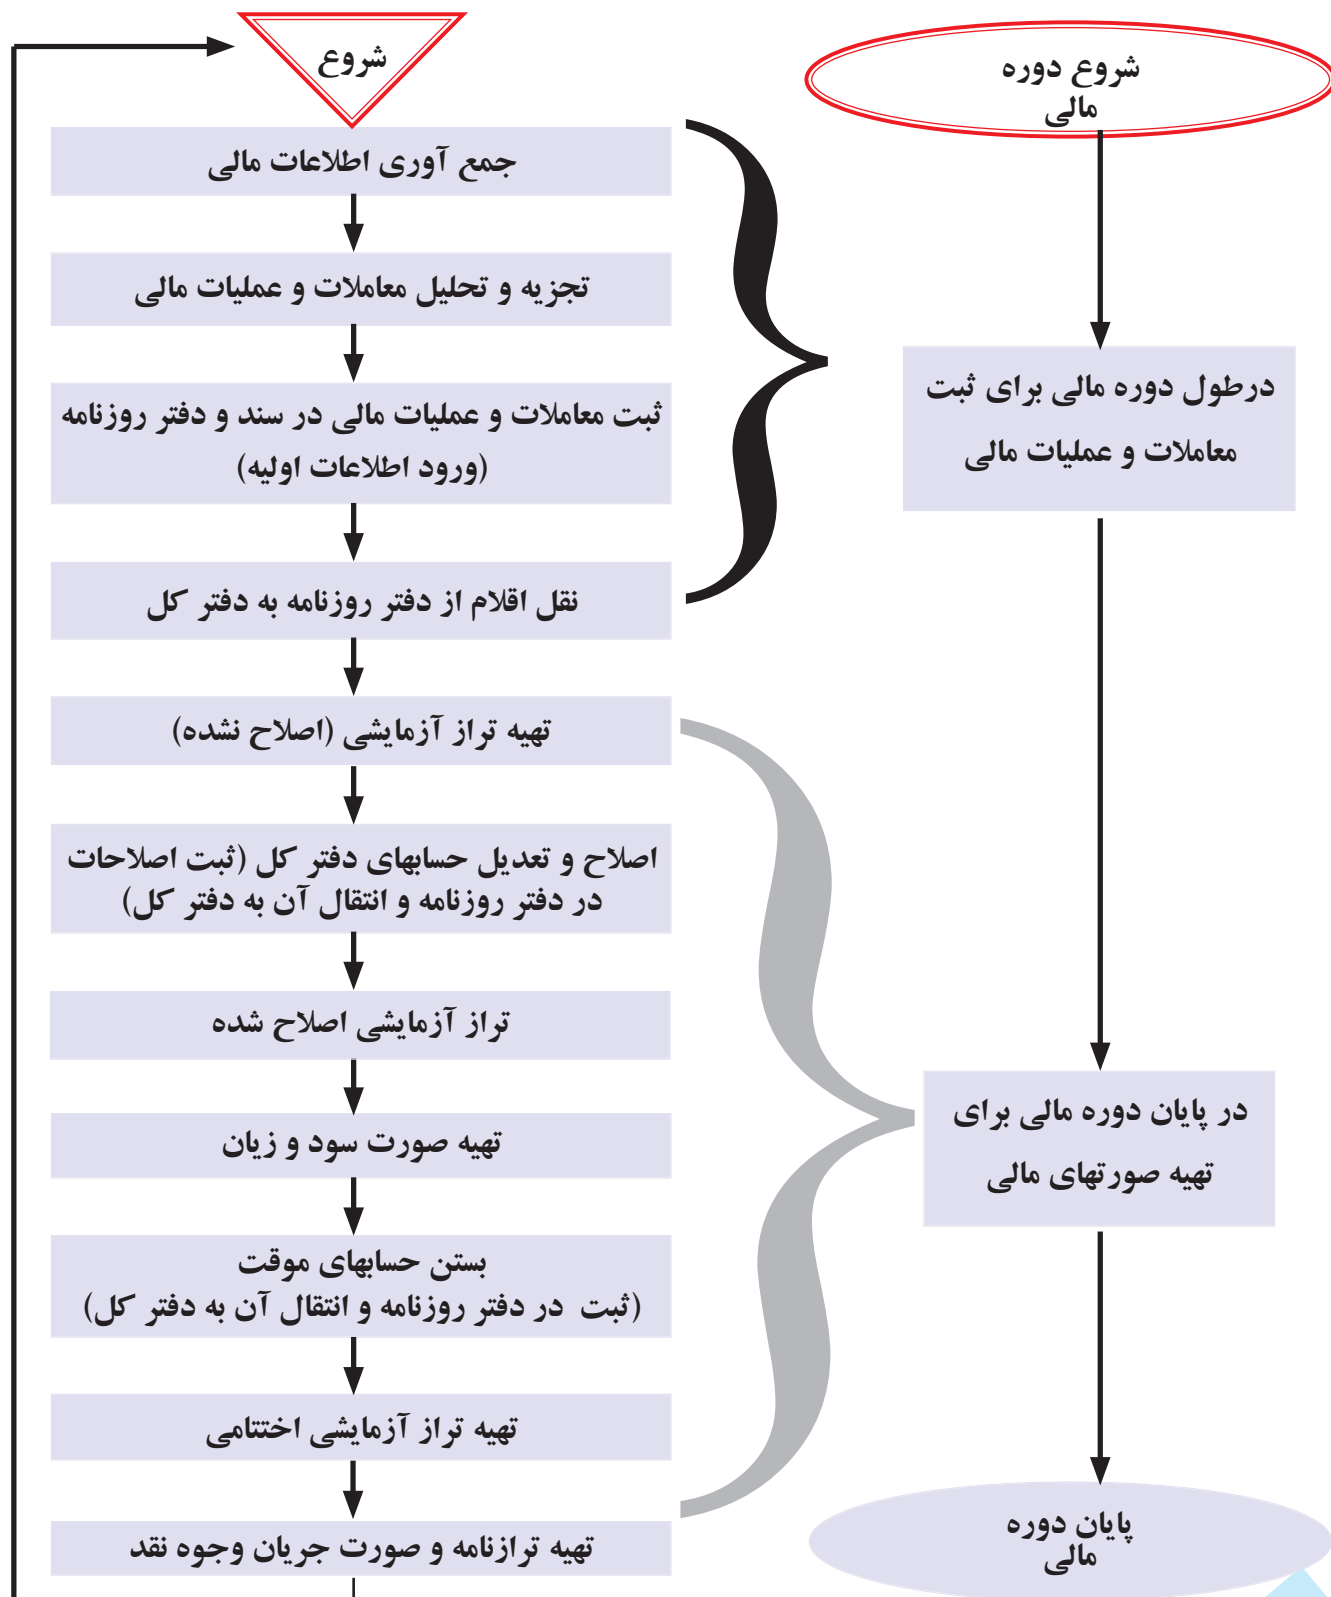 شروع دوره
مالی
درطول دوره مالی برای ثبت
معاملات و عملیات مالی
در پایان دوره مالی برای
تهیه صورتهای مالی
پایان دوره
مالی
شروع
جمع آوری اطلاعات مالی
تجزیه و تحلیل معاملات و عملیات مالی
ثبت معاملات و عملیات مالی در سند و دفتر روزنامه
(ورود اطلاعات اولیه)
نقل اقلام از دفتر روزنامه به دفتر کل
تهیه تراز آزمایشی (اصلاح نشده)
اصلاح و تعدیل حسابهای دفتر کل (ثبت اصلاحات
در دفتر روزنامه و انتقال آن به دفتر کل)
تراز آزمایشی اصلاح شده
تهیه صورت سود و زیان
بستن حسابهای موقت
(ثبت در دفتر روزنامه و انتقال آن به دفتر کل)
تهیه تراز آزمایشی اختتامی
تهیه ترازنامه و صورت جریان وجوه نقد